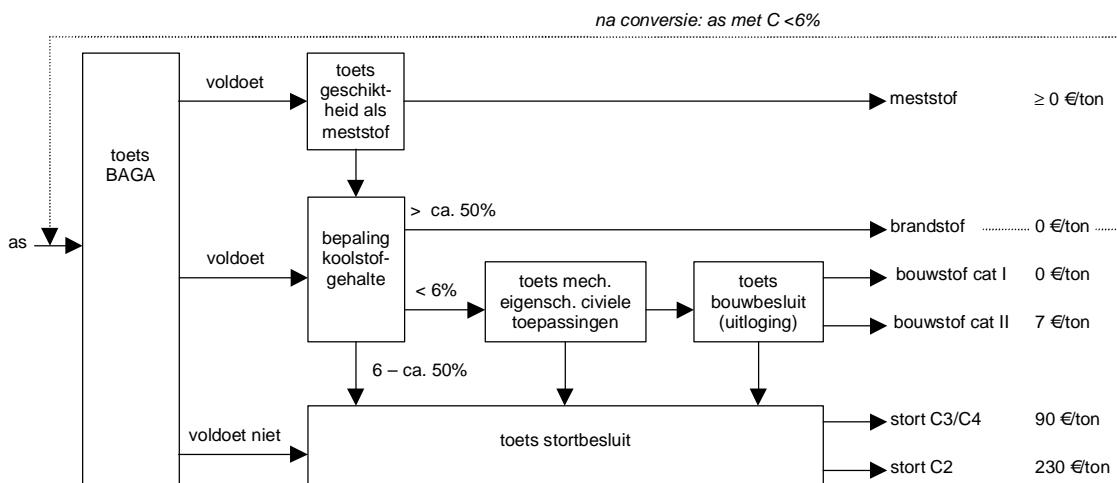 na conversie: as met C <6%
toets
BAGA
as
voldoet
toets
geschikt-
heid als
meststof
meststof
≥ 0 €/ton
voldoet
bepaling
koolstof-
gehalte
> ca. 50%
brandstof
0 €/ton
< 6%
toets mech.
eigensch. civiele
toepassingen
toets
bouwbesluit
(uitloging)
bouwstof cat I
0 €/ton
bouwstof cat II
7 €/ton
6 – ca. 50%
voldoet niet
toets stortbesluit
stort C3/C4
90 €/ton
stort C2
230 €/ton